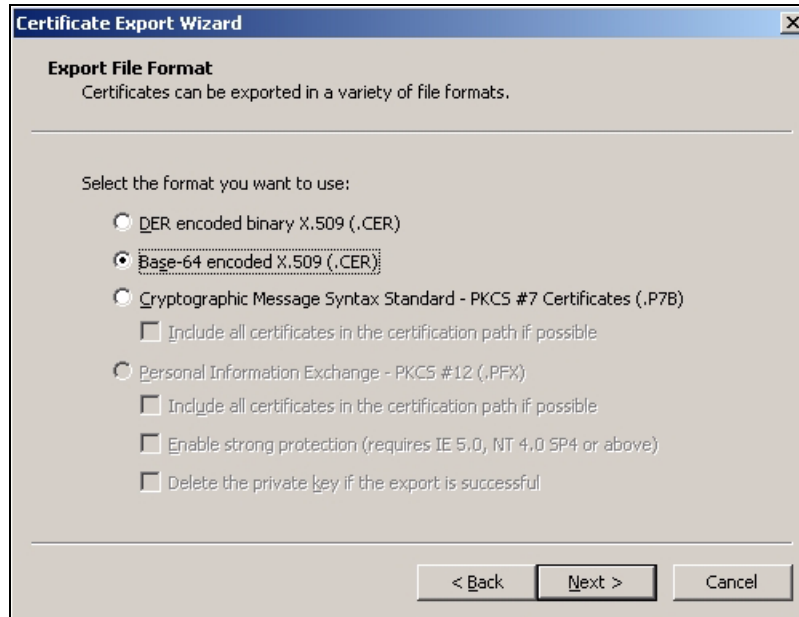 Certificate Export Wizard
Export File Format
Certificates can be exported in a variety of file formats.
Select the format you want to use:
DER encoded binary X.509 (.CER)
Base-64 encoded X.509 (.CER)
Cryptographic Message Syntax Standard - PKCS #7 Certificates (.P7B)
Include all certificates in the certification path if possible
Personal Information Exchange - PKCS #12 (.PFX)
Include all certificates in the certification path if possible
Enable strong protection (requires IE 5.0, NT 4.0 SP4 or above)
Delete the private key if the export is successful
< Back Next > Cancel